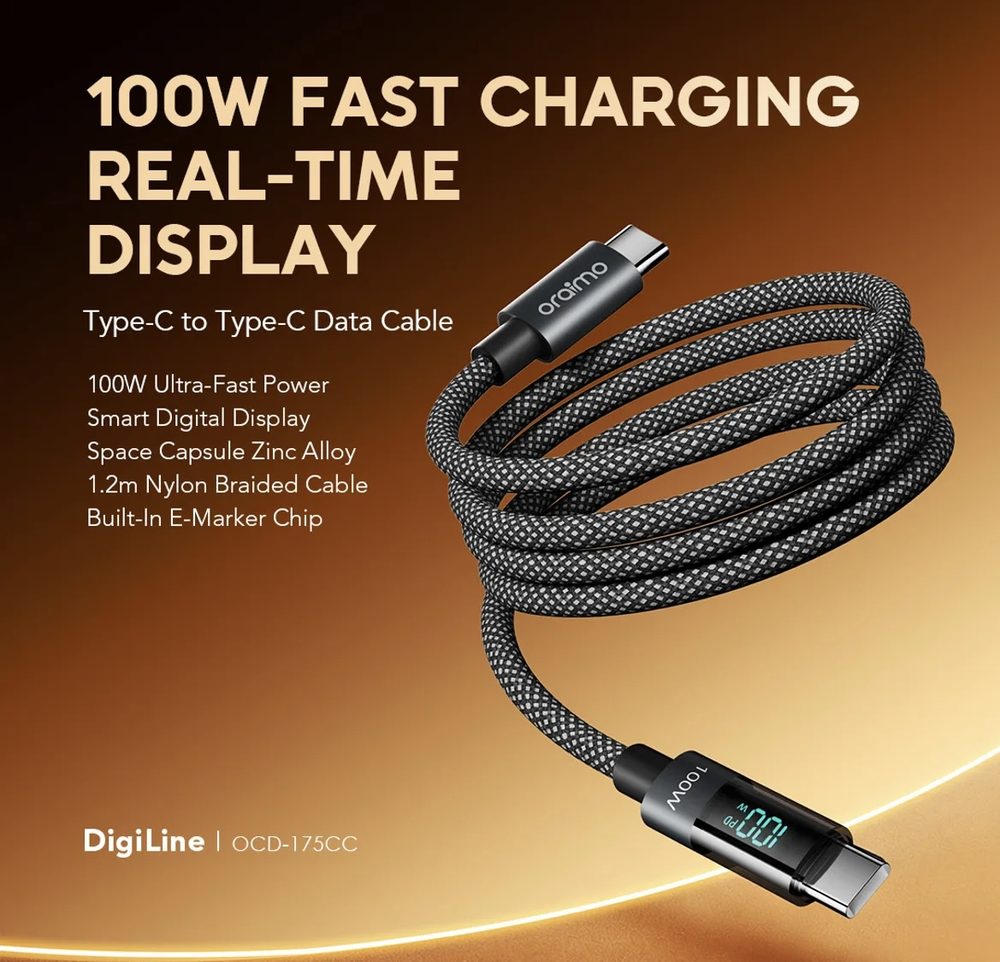 100W FAST CHARGING
REAL-TIME
DISPLAY
Type-C to Type-C Data Cable
oraimo
100W Ultra-Fast Power
Smart Digital Display
Space Capsule Zinc Alloy
1.2m Nylon Braided Cable
Built-In E-Marker Chip
100W
100 W PD
DigiLine | OCD-175CC